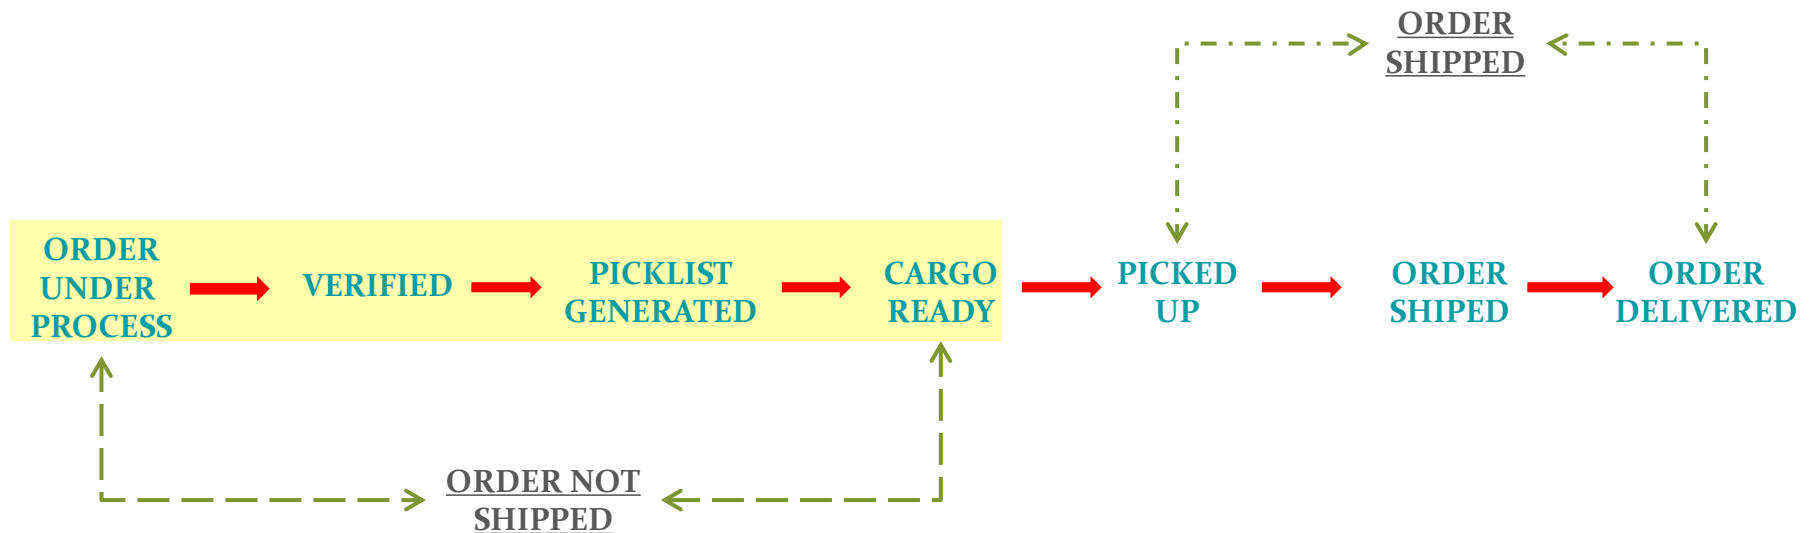 ORDER
SHIPPED
ORDER
UNDER
PROCESS
VERIFIED
PICKLIST
GENERATED
CARGO
READY
PICKED
UP
ORDER
SHIPED
ORDER
DELIVERED
ORDER NOT
SHIPPED